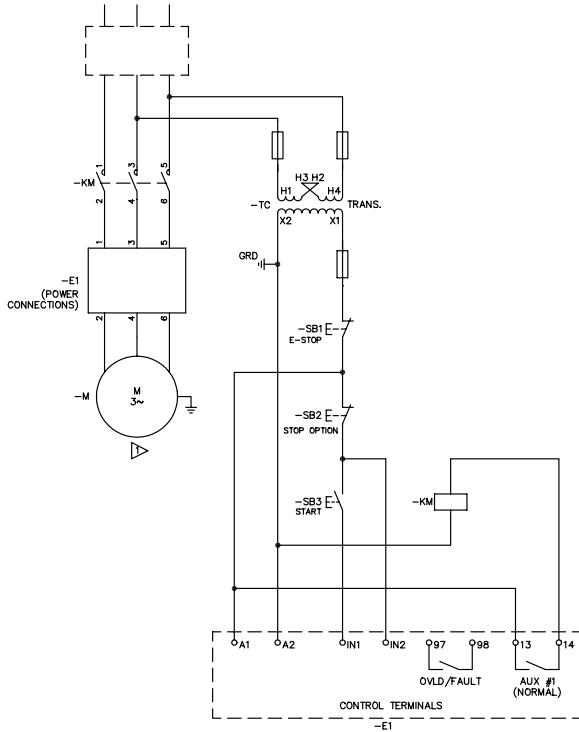 1
3
5
-KM
2
4
6
1
3
5
-E1
(POWER
CONNECTIONS)
2
4
6
-M
M
3~
1
H3 H2
H1
H4
-TC
TRANS.
X2
X1
GRD
-SB1
E-STOP
-SB2
STOP OPTION
-SB3
START
-KM
A1
A2
IN1
IN2
97
98
13
14
OVLD/FAULT
AUX #1
(NORMAL)
CONTROL TERMINALS
-E1